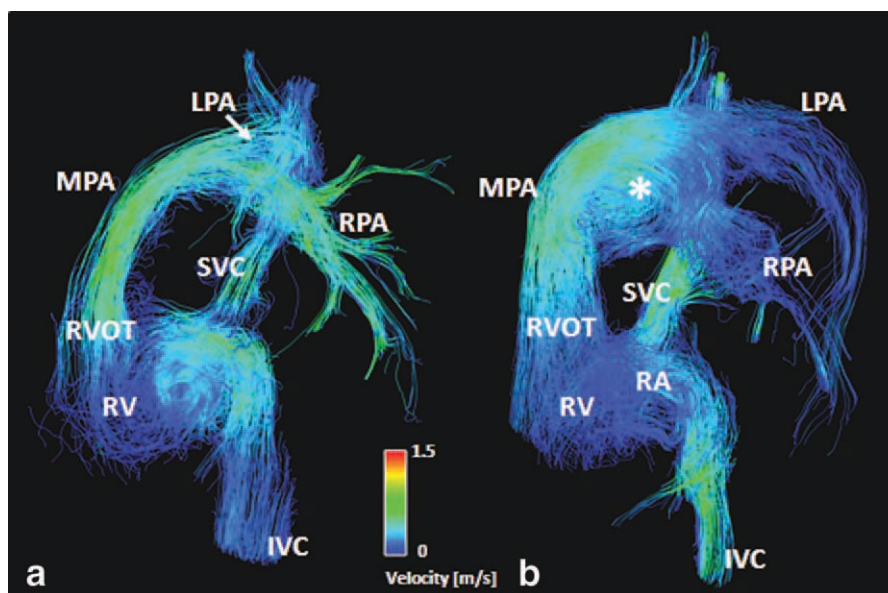 LPA
MPA
RPA
SVC
RVOT
RV
IVC
a
1.5
0
Velocity [m/s]
LPA
MPA
*
RPA
SVC
RVOT
RA
RV
IVC
b